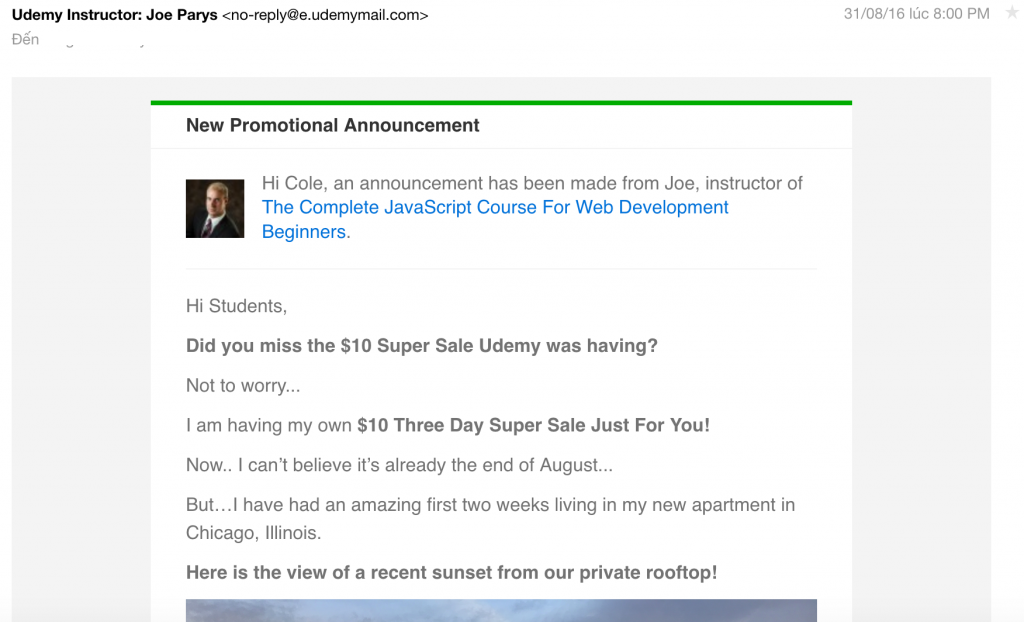 Udemy Instructor: Joe Parys <no-reply@e.udemymail.com>
31/08/16 lúc 8:00 PM
Đến
New Promotional Announcement
Hi Cole, an announcement has been made from Joe, instructor of
The Complete JavaScript Course For Web Development
Beginners.
Hi Students,
Did you miss the $10 Super Sale Udemy was having?
Not to worry...
I am having my own $10 Three Day Super Sale Just For You!
Now.. I can’t believe it’s already the end of August...
But…I have had an amazing first two weeks living in my new apartment in
Chicago, Illinois.
Here is the view of a recent sunset from our private rooftop!